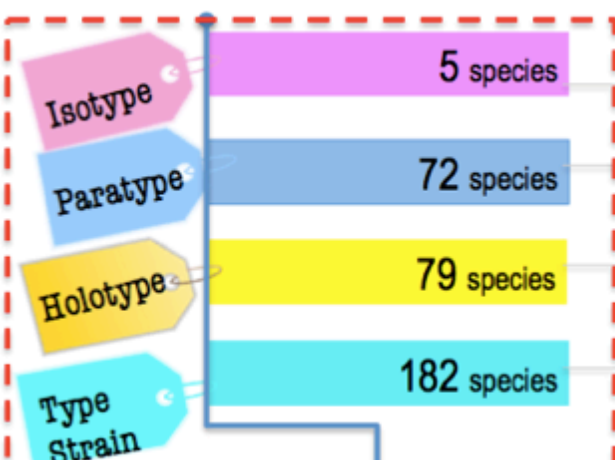 Isotype
5 species
Paratype
72 species
Holotype
79 species
Type
Strain
182 species